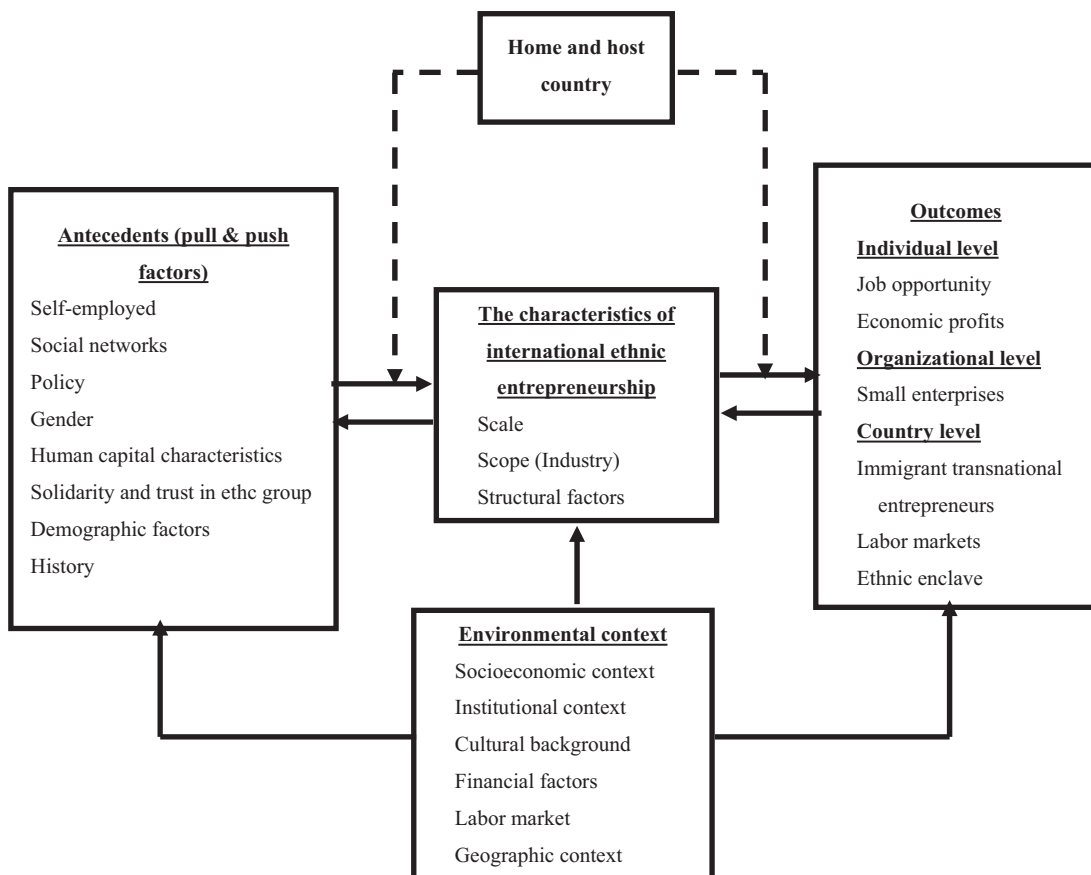 Home and host
country
Antecedents (pull & push
factors)
Self-employed
Social networks
Policy
Gender
Human capital characteristics
Solidarity and trust in ethc group
Demographic factors
History
The characteristics of
international ethnic
entrepreneurship
Scale
Scope (Industry)
Structural factors
Outcomes
Individual level
Job opportunity
Economic profits
Organizational level
Small enterprises
Country level
Immigrant transnational
entrepreneurs
Labor markets
Ethnic enclave
Environmental context
Socioeconomic context
Institutional context
Cultural background
Financial factors
Labor market
Geographic context